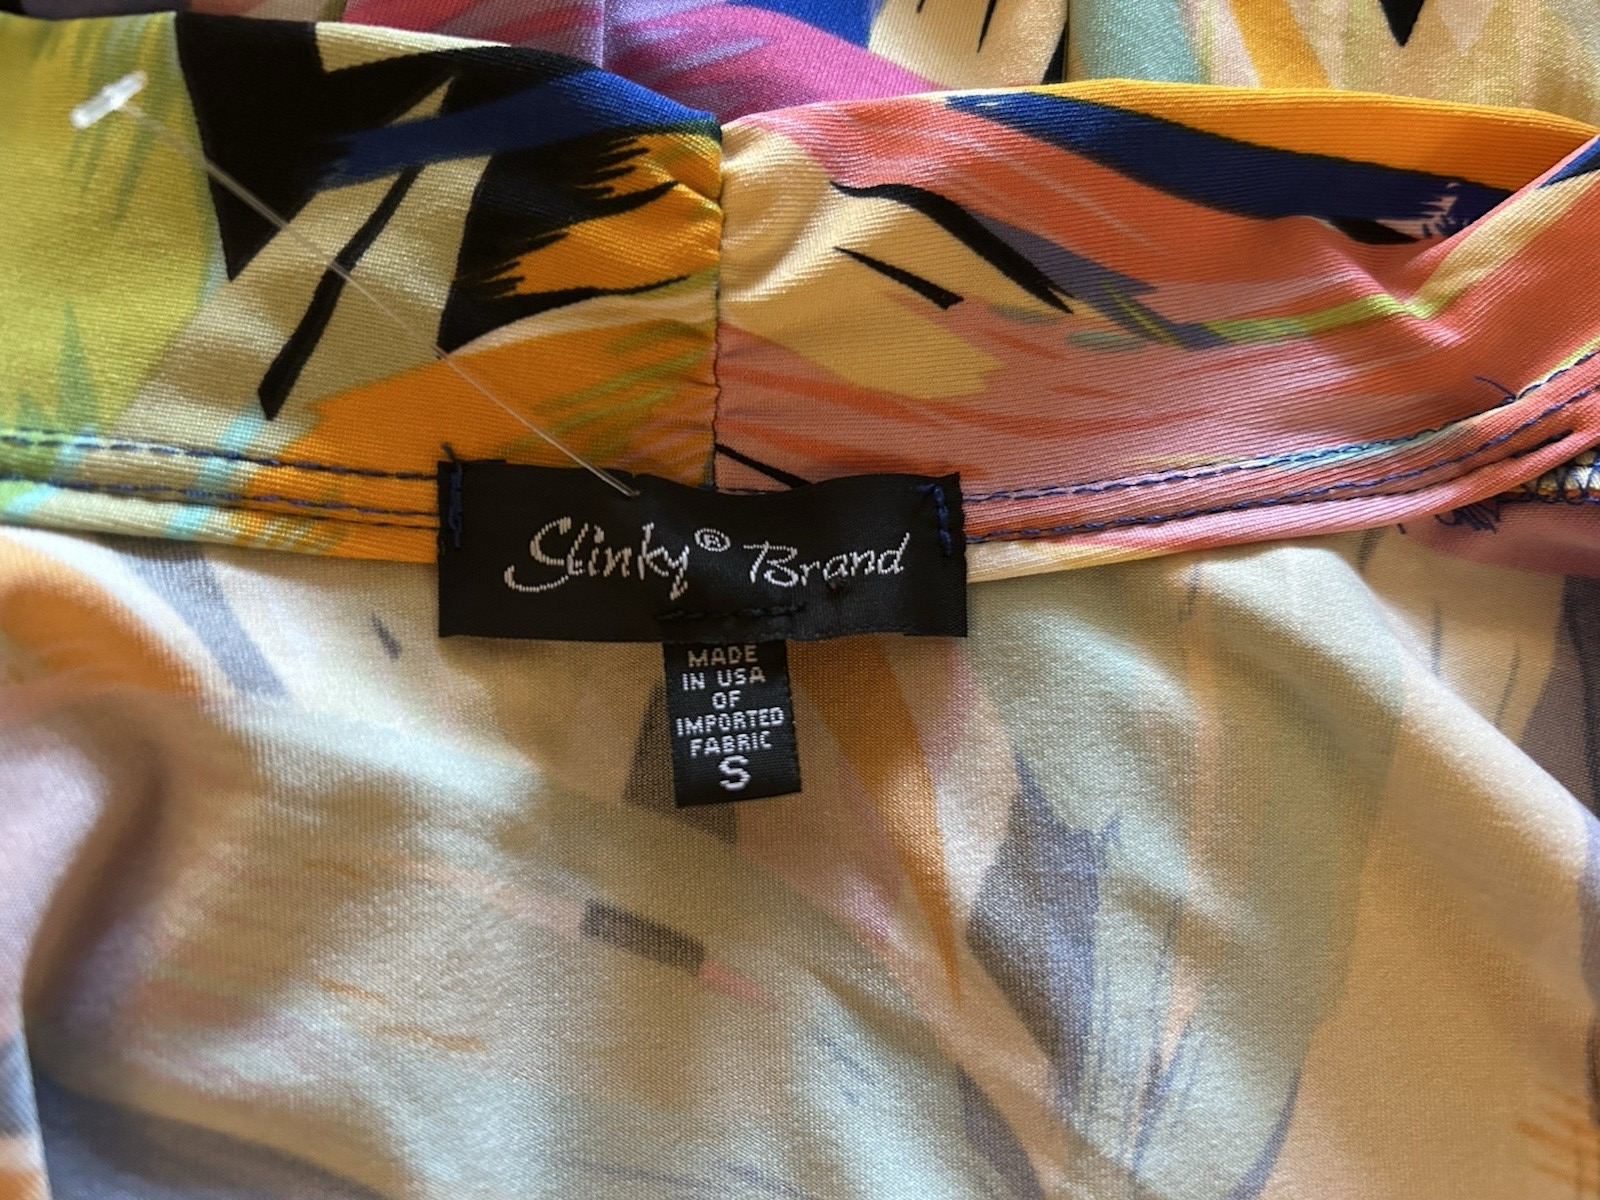 Slinky® Brand
MADE
IN USA
OF
IMPORTED
FABRIC
S